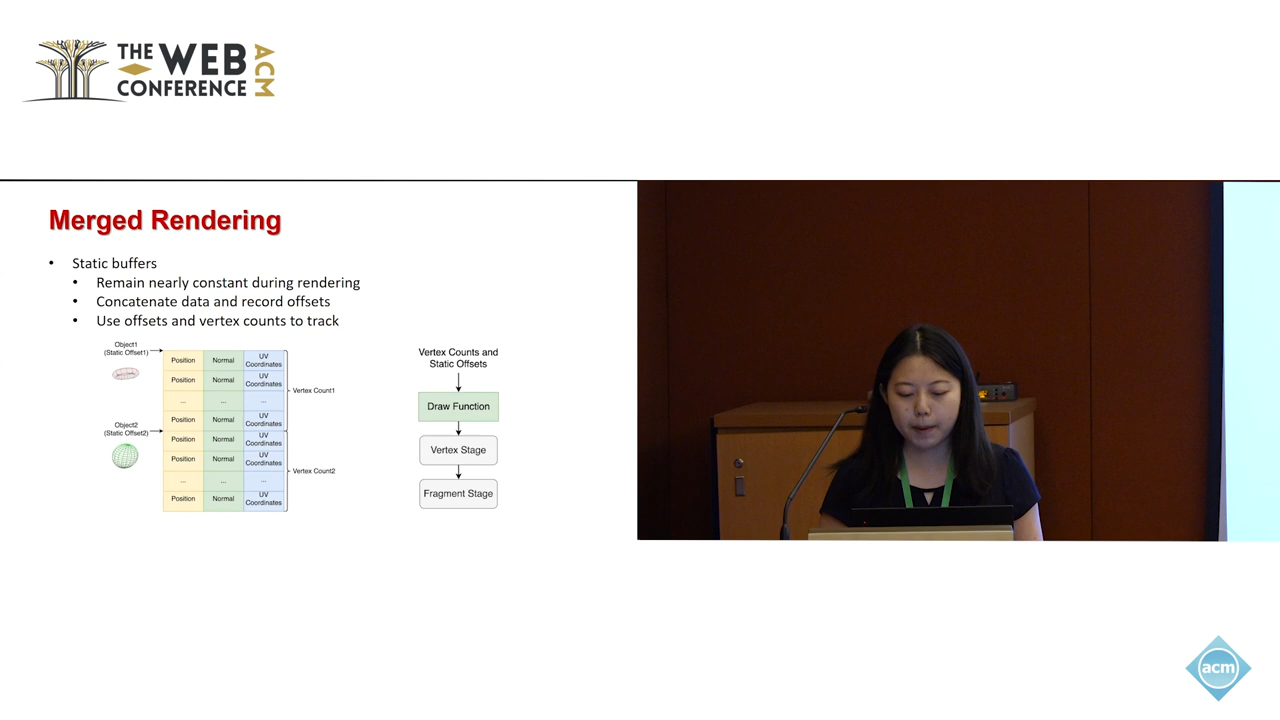 THE WEB
CONFERENCE
ACM
Merged Rendering
• Static buffers
• Remain nearly constant during rendering
• Concatenate data and record offsets
• Use offsets and vertex counts to track
Object1
(Static Offset1)
Position Normal UV Coordinates
Position Normal UV Coordinates
... ... ...
Position Normal UV Coordinates
Vertex Count1
Object2
(Static Offset2)
Position Normal UV Coordinates
Position Normal UV Coordinates
... ... ...
Position Normal UV Coordinates
Vertex Count2
Vertex Counts and
Static Offsets
Draw Function
Vertex Stage
Fragment Stage
acm